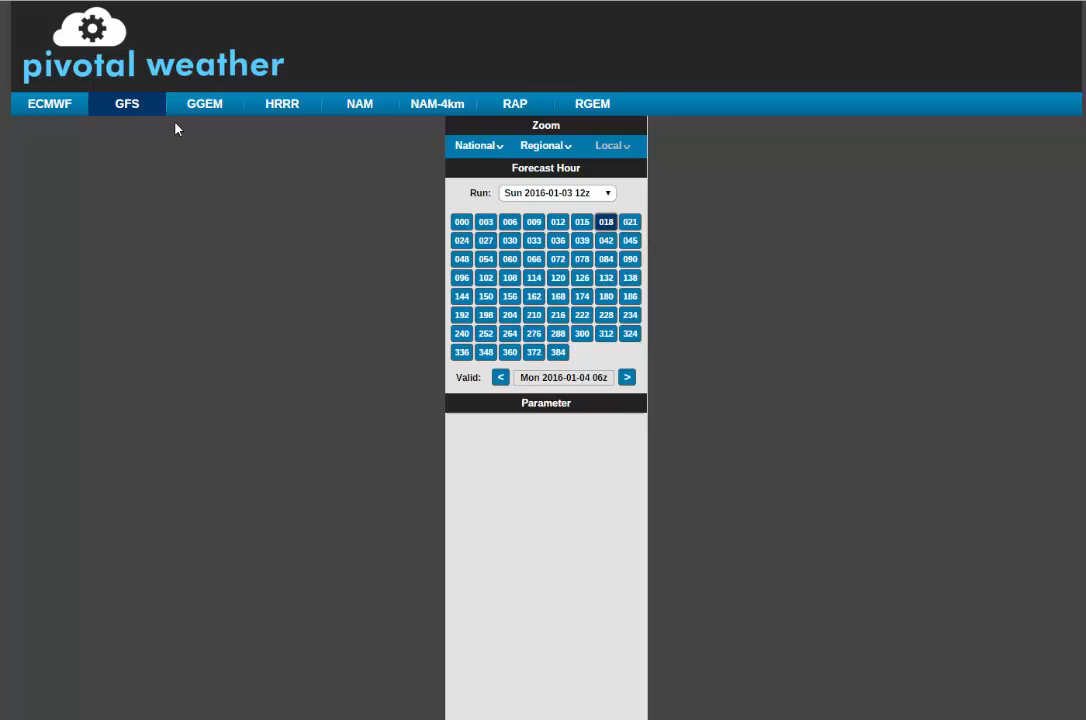 pivotal weather
ECMWF GFS GGEM HRRR NAM NAM-4km RAP RGEM
Zoom
National Regional Local
Forecast Hour
Run: Sun 2016-01-03 12z
000 003 006 009 012 015 018 021
024 027 030 033 036 039 042 045
048 054 060 066 072 078 084 090
096 102 108 114 120 126 132 138
144 150 156 162 168 174 180 186
192 198 204 210 216 222 228 234
240 252 264 276 288 300 312 324
336 348 360 372 384
Valid: < Mon 2016-01-04 06z >
Parameter